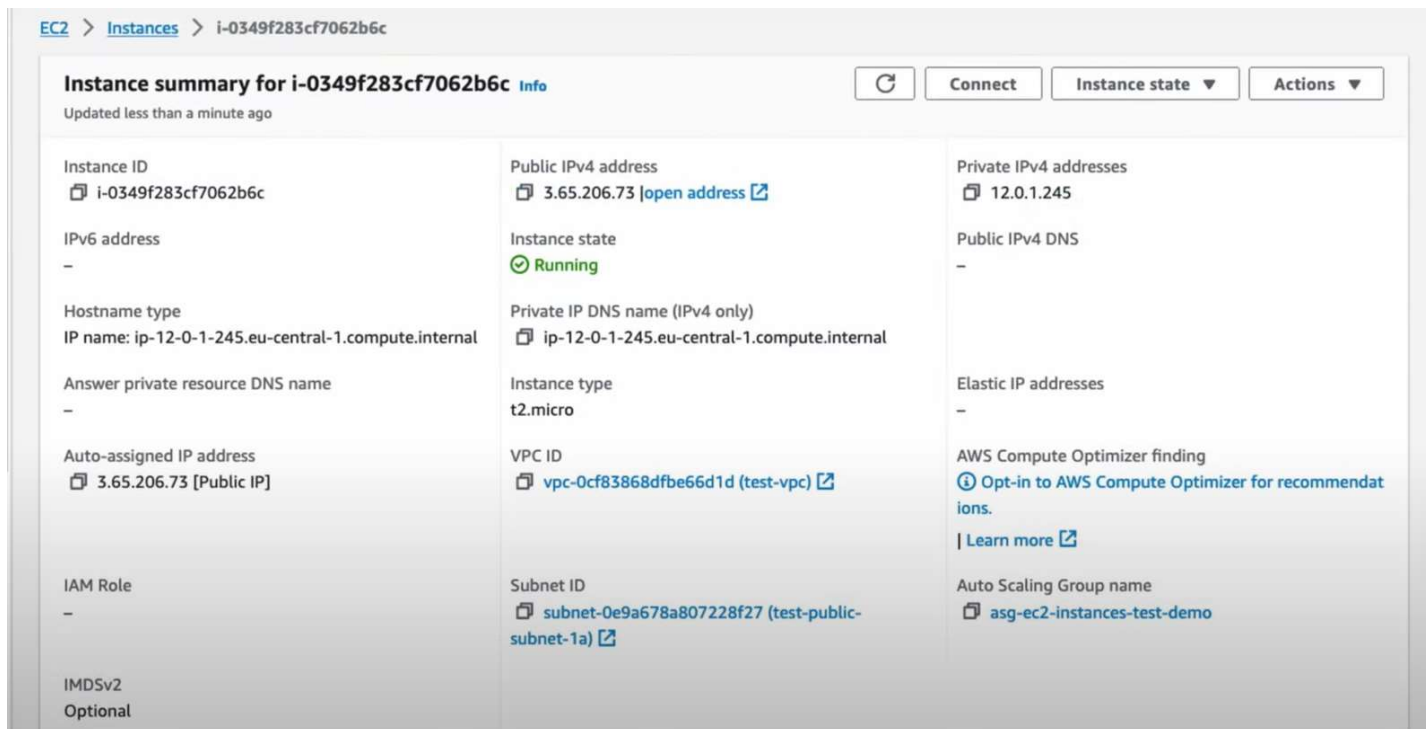 EC2 > Instances > i-0349f283cf7062b6c
Instance summary for i-0349f283cf7062b6c Info
Connect
Instance state
Actions
Updated less than a minute ago
Instance ID
i-0349f283cf7062b6c
Public IPv4 address
3.65.206.73 |open address
Private IPv4 addresses
12.0.1.245
IPv6 address
–
Instance state
Running
Public IPv4 DNS
–
Hostname type
IP name: ip-12-0-1-245.eu-central-1.compute.internal
Private IP DNS name (IPv4 only)
ip-12-0-1-245.eu-central-1.compute.internal
Answer private resource DNS name
–
Instance type
t2.micro
Elastic IP addresses
–
Auto-assigned IP address
3.65.206.73 [Public IP]
VPC ID
vpc-0cf83868dfbe66d1d (test-vpc)
AWS Compute Optimizer finding
Opt-in to AWS Compute Optimizer for recommendat
ions.
| Learn more
IAM Role
–
Subnet ID
subnet-0e9a678a807228f27 (test-public-
subnet-1a)
Auto Scaling Group name
asg-ec2-instances-test-demo
IMDSv2
Optional